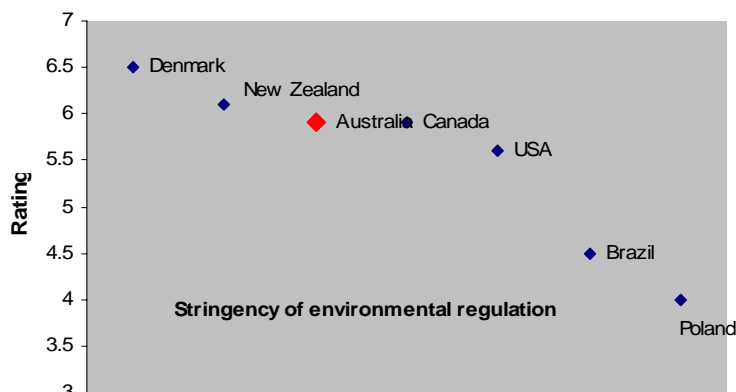 7
6.5
Denmark
New Zealand
6
Australia Canada
5.5
USA
5
Rating
4.5
Brazil
Stringency of environmental regulation
4
Poland
3.5
3